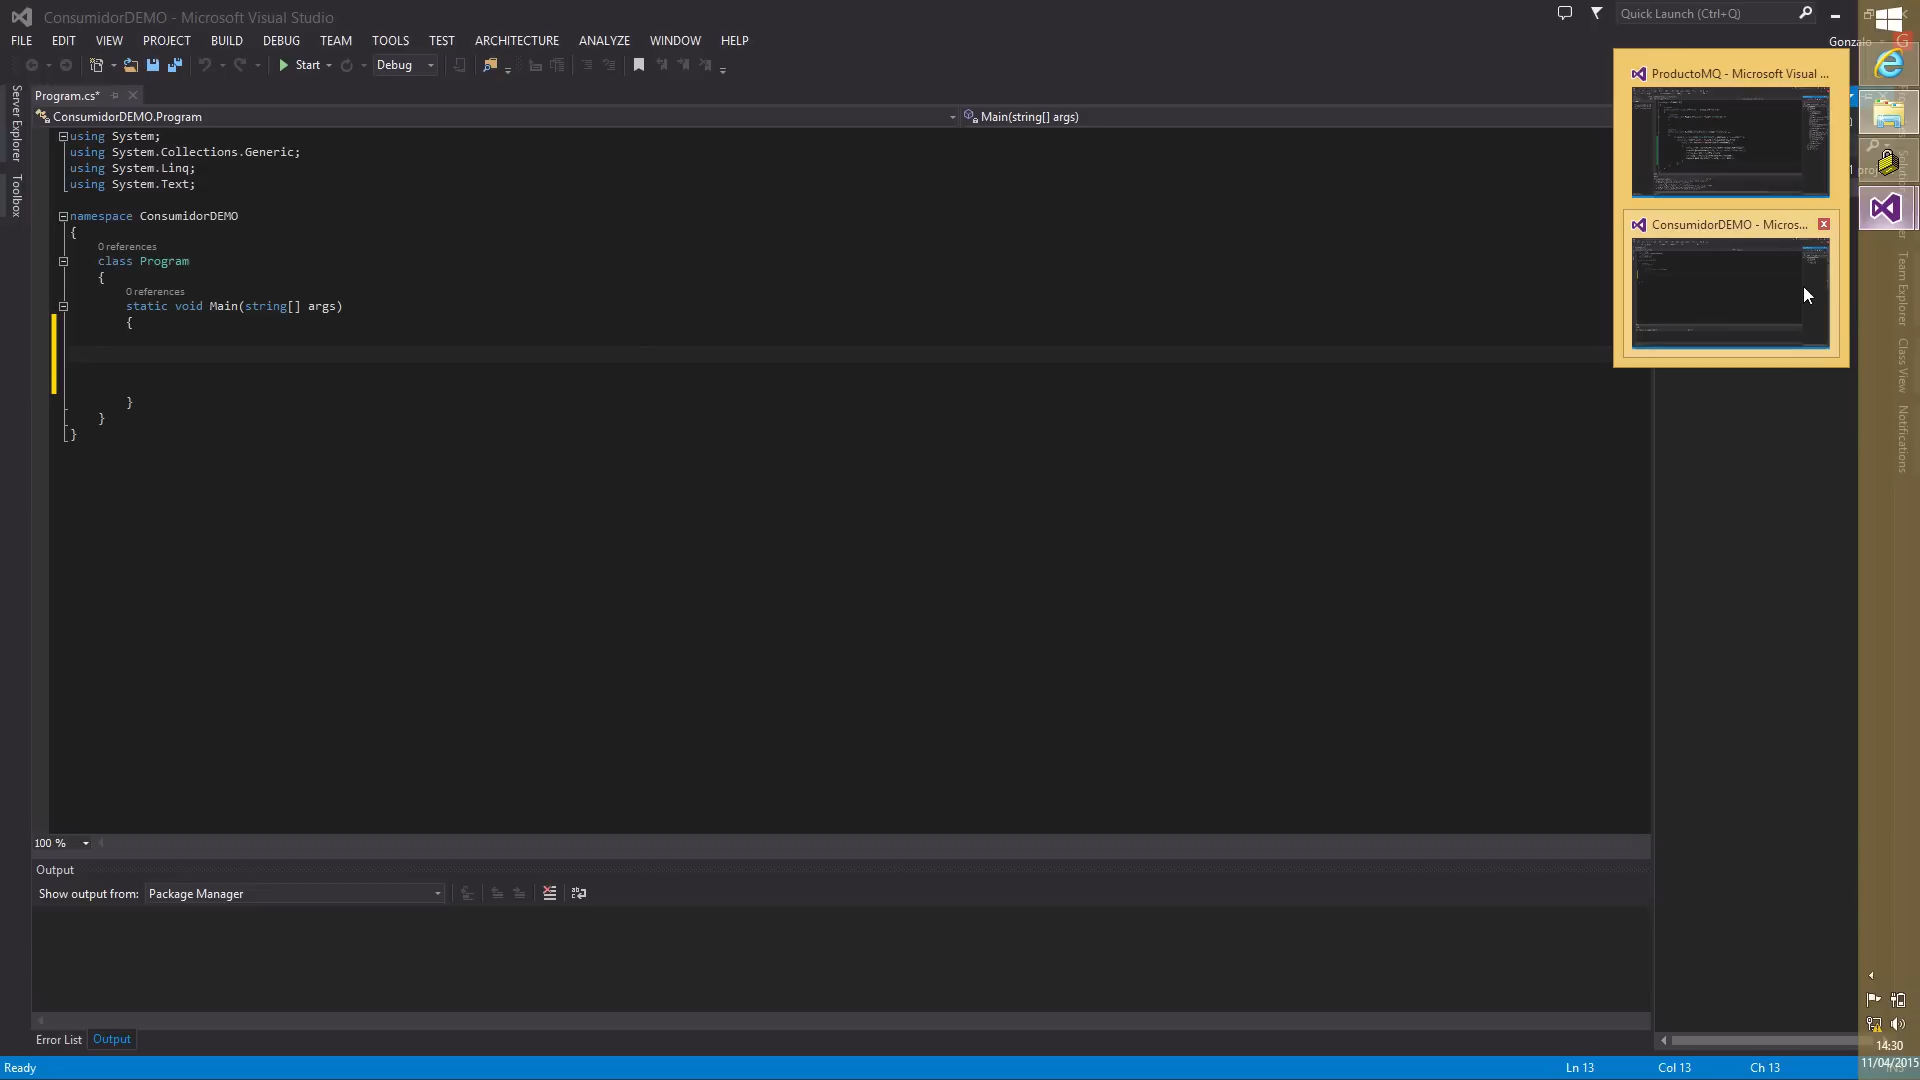 ConsumidorDEMO - Microsoft Visual Studio
Quick Launch (Ctrl+Q)
FILE EDIT VIEW PROJECT BUILD DEBUG TEAM TOOLS TEST ARCHITECTURE ANALYZE WINDOW HELP
Gonzalo
G
Start
Debug
Program.cs*
ConsumidorDEMO.Program
Main(string[] args)
Server Explorer
Toolbox
using System;
using System.Collections.Generic;
using System.Linq;
using System.Text;
namespace ConsumidorDEMO
{
0 references
class Program
{
0 references
static void Main(string[] args)
{
}
}
}
ProductoMQ - Microsoft Visual ...
ConsumidorDEMO - Micros...
Team Explorer
Class View
Notifications
100 %
Output
Show output from:
Package Manager
Error List
Output
Ready
Ln 13
Col 13
Ch 13
14:30
11/04/2015